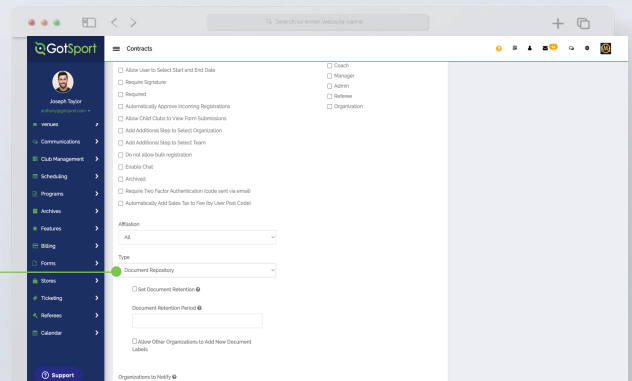 Search or enter website name
GotSport
Contracts
Joseph Taylor
anthony@gotsport.com
Venues
Communications
Club Management
Scheduling
Programs
Archives
Features
Billing
Forms
Stores
Ticketing
Referees
Calendar
Support
Allow User to Select Start and End Date
Require Signature
Required
Automatically Approve Incoming Registrations
Allow Child Clubs to View Form Submissions
Add Additional Step to Select Organization
Add Additional Step to Select Team
Do not allow bulk registration
Enable Chat
Archived
Require Two Factor Authentication (code sent via email)
Automatically Add Sales Tax to Fee (by User Post Code)
Coach
Manager
Admin
Referee
Organization
Affiliation
All
Type
Document Repository
Set Document Retention
Document Retention Period
Allow Other Organizations to Add New Document
Labels
Organizations to Notify